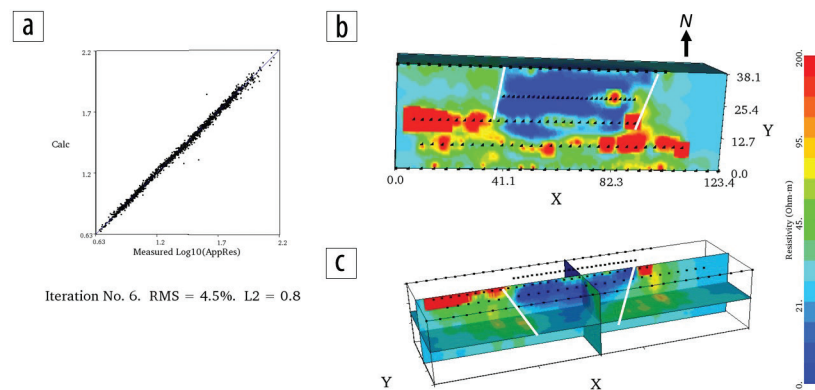 a
2.2
1.7
Calc
1.2
0.63
0.63 1.2 1.7 2.2
Measured Log10(AppRes)
Iteration No. 6. RMS = 4.5%. L2 = 0.8
b
N
38.1
25.4
Y
12.7
0.0
0.0 41.1 82.3 123.4
X
c
Y X
200.
95.
Resistivity (Ohm-m)
45.
21.
0.